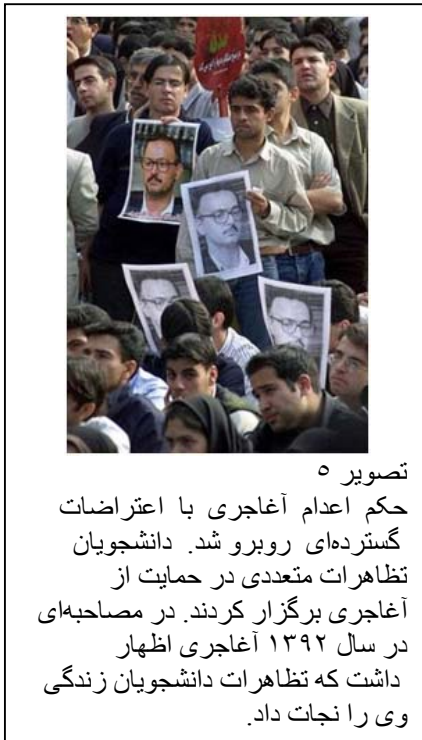 تصویر ۵
حکم اعدام آغاجری با اعتراضات
گسترده‌ای روبرو شد. دانشجویان
تظاهرات متعددی در حمایت از
آغاجری برگزار کردند. در مصاحبه‌ای
در سال ۱۳۹۲ آغاجری اظهار
داشت که تظاهرات دانشجویان زندگی
وی را نجات داد.